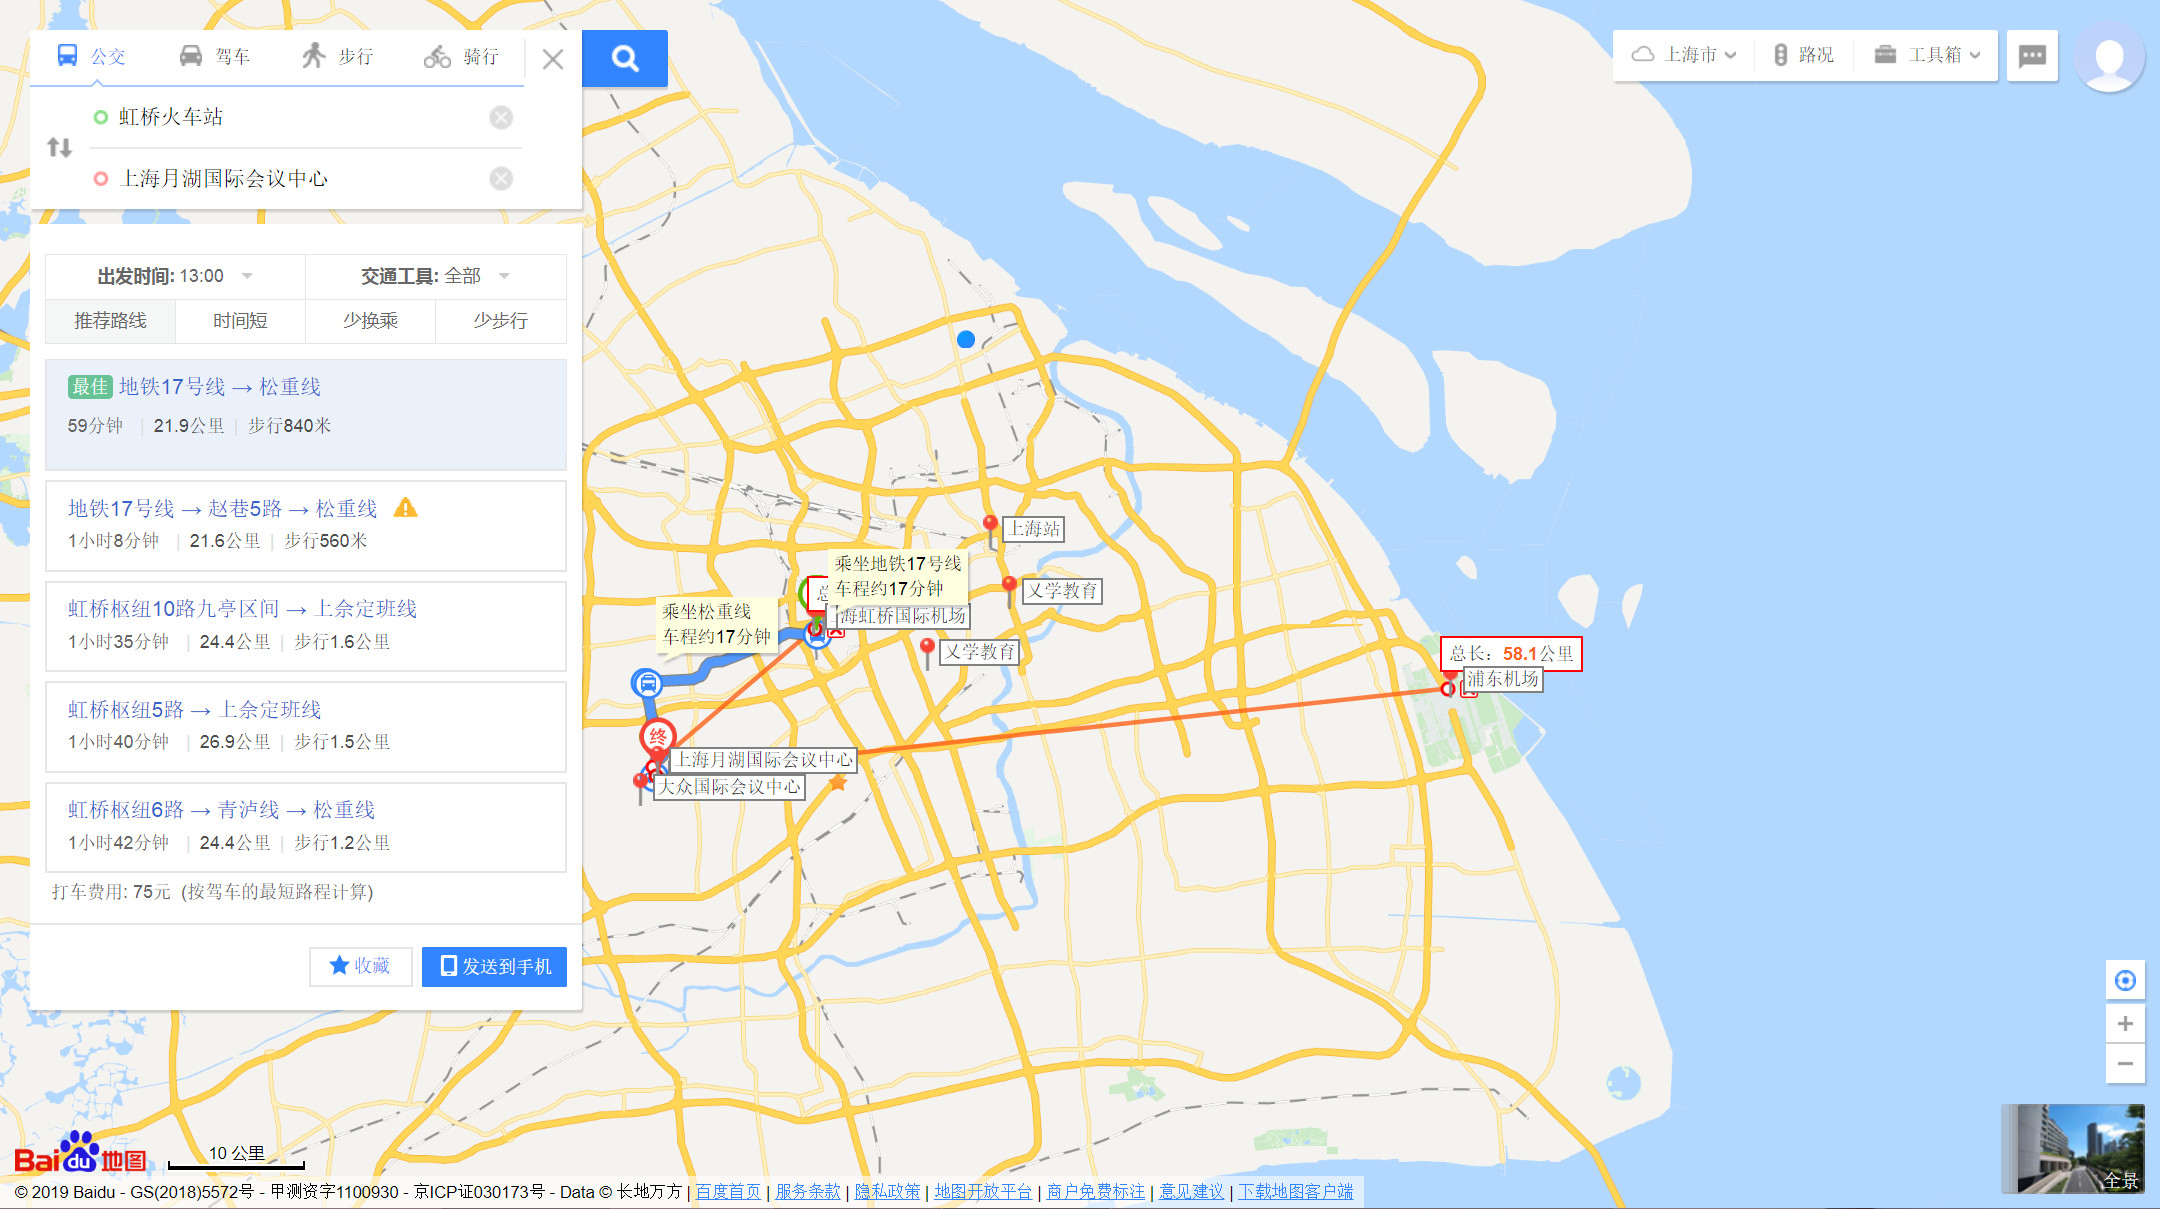 公交 驾车 步行 骑行
虹桥火车站
上海月湖国际会议中心
上海市 路况 工具箱
出发时间: 13:00 交通工具: 全部
推荐路线 时间短 少换乘 少步行
最佳 地铁17号线 → 松重线
59分钟 | 21.9公里 | 步行840米
地铁17号线 → 赵巷5路 → 松重线
1小时8分钟 | 21.6公里 | 步行560米
虹桥枢纽10路九亭区间 → 上佘定班线
1小时35分钟 | 24.4公里 | 步行1.6公里
虹桥枢纽5路 → 上佘定班线
1小时40分钟 | 26.9公里 | 步行1.5公里
虹桥枢纽6路 → 青泸线 → 松重线
1小时42分钟 | 24.4公里 | 步行1.2公里
打车费用: 75元 (按驾车的最短路程计算)
收藏 发送到手机
上海站
乘坐地铁17号线
车程约17分钟
总
乂学教育
乘坐松重线
车程约17分钟
海虹桥国际机场
乂学教育
总长：58.1公里
浦东机场
终
上海月湖国际会议中心
大众国际会议中心
全景
Baidu地图
10 公里
© 2019 Baidu - GS(2018)5572号 - 甲测资字1100930 - 京ICP证030173号 - Data © 长地万方 | 百度首页 | 服务条款 | 隐私政策 | 地图开放平台 | 商户免费标注 | 意见建议 | 下载地图客户端